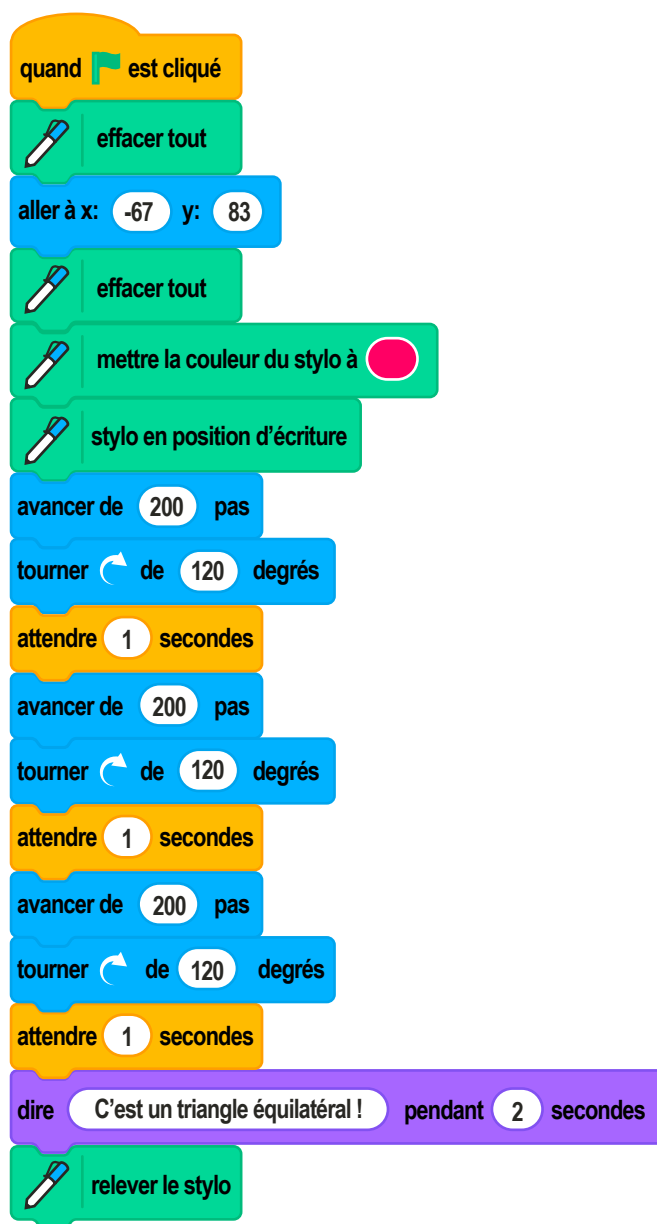 quand est cliqué
effacer tout
aller à x: -67 y: 83
effacer tout
mettre la couleur du stylo à
stylo en position d’écriture
avancer de 200 pas
tourner de 120 degrés
attendre 1 secondes
avancer de 200 pas
tourner de 120 degrés
attendre 1 secondes
avancer de 200 pas
tourner de 120 degrés
attendre 1 secondes
dire C’est un triangle équilatéral ! pendant 2 secondes
relever le stylo